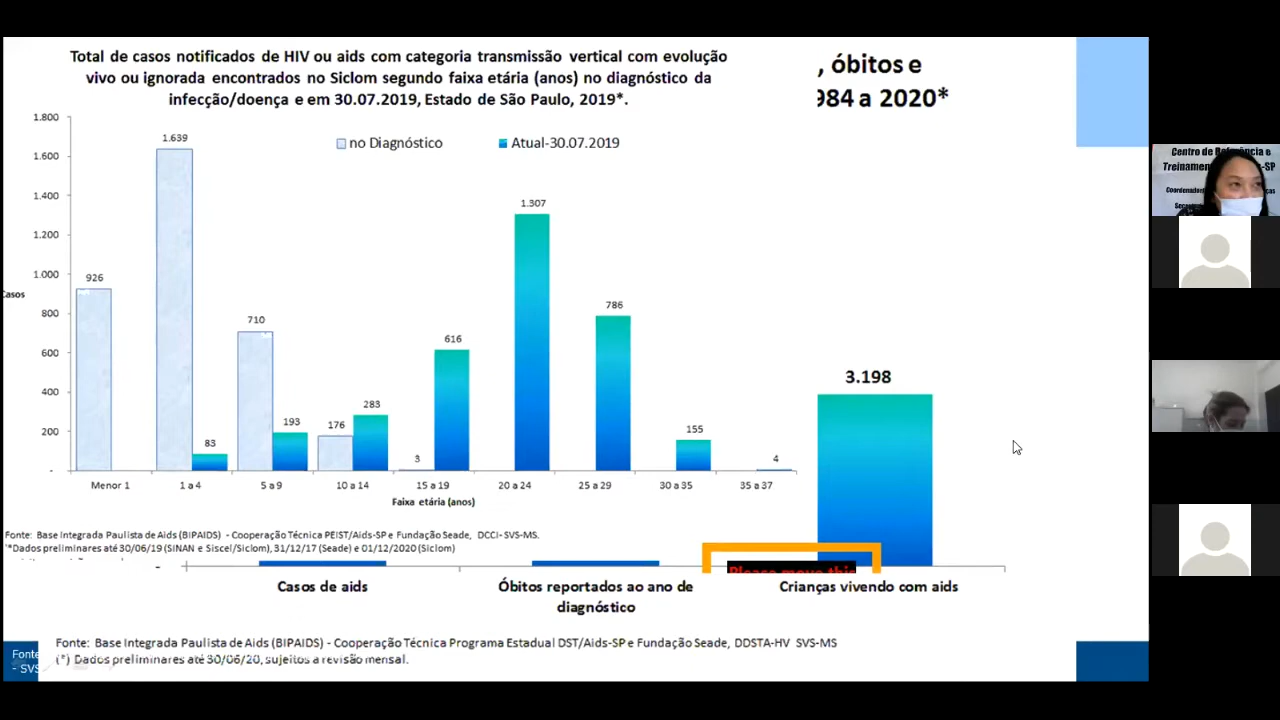 Total de casos notificados de HIV ou aids com categoria transmissão vertical com evolução
vivo ou ignorada encontrados no Siclom segundo faixa etária (anos) no diagnóstico da
infecção/doença e em 30.07.2019, Estado de São Paulo, 2019*.
, óbitos e
984 a 2020*
no Diagnóstico
Atual-30.07.2019
1.800
1.600
1.400
1.200
1.000
800
600
400
200
-
Casos
926
1.639
83
710
193
176
283
3
616
1.307
786
155
4
Menor 1
1 a 4
5 a 9
10 a 14
15 a 19
20 a 24
25 a 29
30 a 35
35 a 37
Faixa etária (anos)
Fonte: Base Integrada Paulista de Aids (BIPAIDS) - Cooperação Técnica PEIST/Aids-SP e Fundação Seade, DCCI- SVS-MS.
*Dados preliminares até 30/06/19 (SINAN e Siscel/Siclom), 31/12/17 (Seade) e 01/12/2020 (Siclom)
3.198
-
Please move this
Casos de aids
Óbitos reportados ao ano de
diagnóstico
Crianças vivendo com aids
Fonte: Base Integrada Paulista de Aids (BIPAIDS) - Cooperação Técnica Programa Estadual DST/Aids-SP e Fundação Seade, DDSTA-HV SVS-MS
(*) Dados preliminares até 30/06/20, sujeitos a revisão mensal.
Fonte
- SVS
Centro de Referência e
Treinamen
-SP